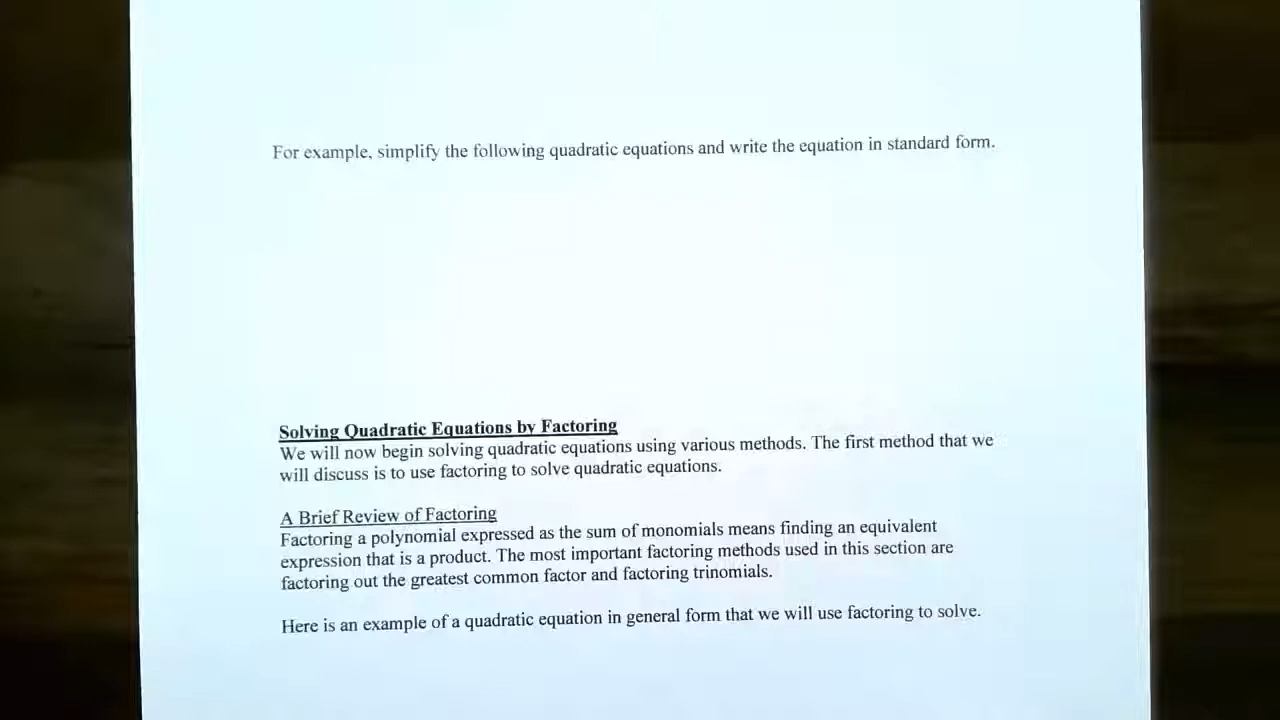 For example, simplify the following quadratic equations and write the equation in standard form.
Solving Quadratic Equations by Factoring
We will now begin solving quadratic equations using various methods. The first method that we
will discuss is to use factoring to solve quadratic equations.
A Brief Review of Factoring
Factoring a polynomial expressed as the sum of monomials means finding an equivalent
expression that is a product. The most important factoring methods used in this section are
factoring out the greatest common factor and factoring trinomials.
Here is an example of a quadratic equation in general form that we will use factoring to solve.